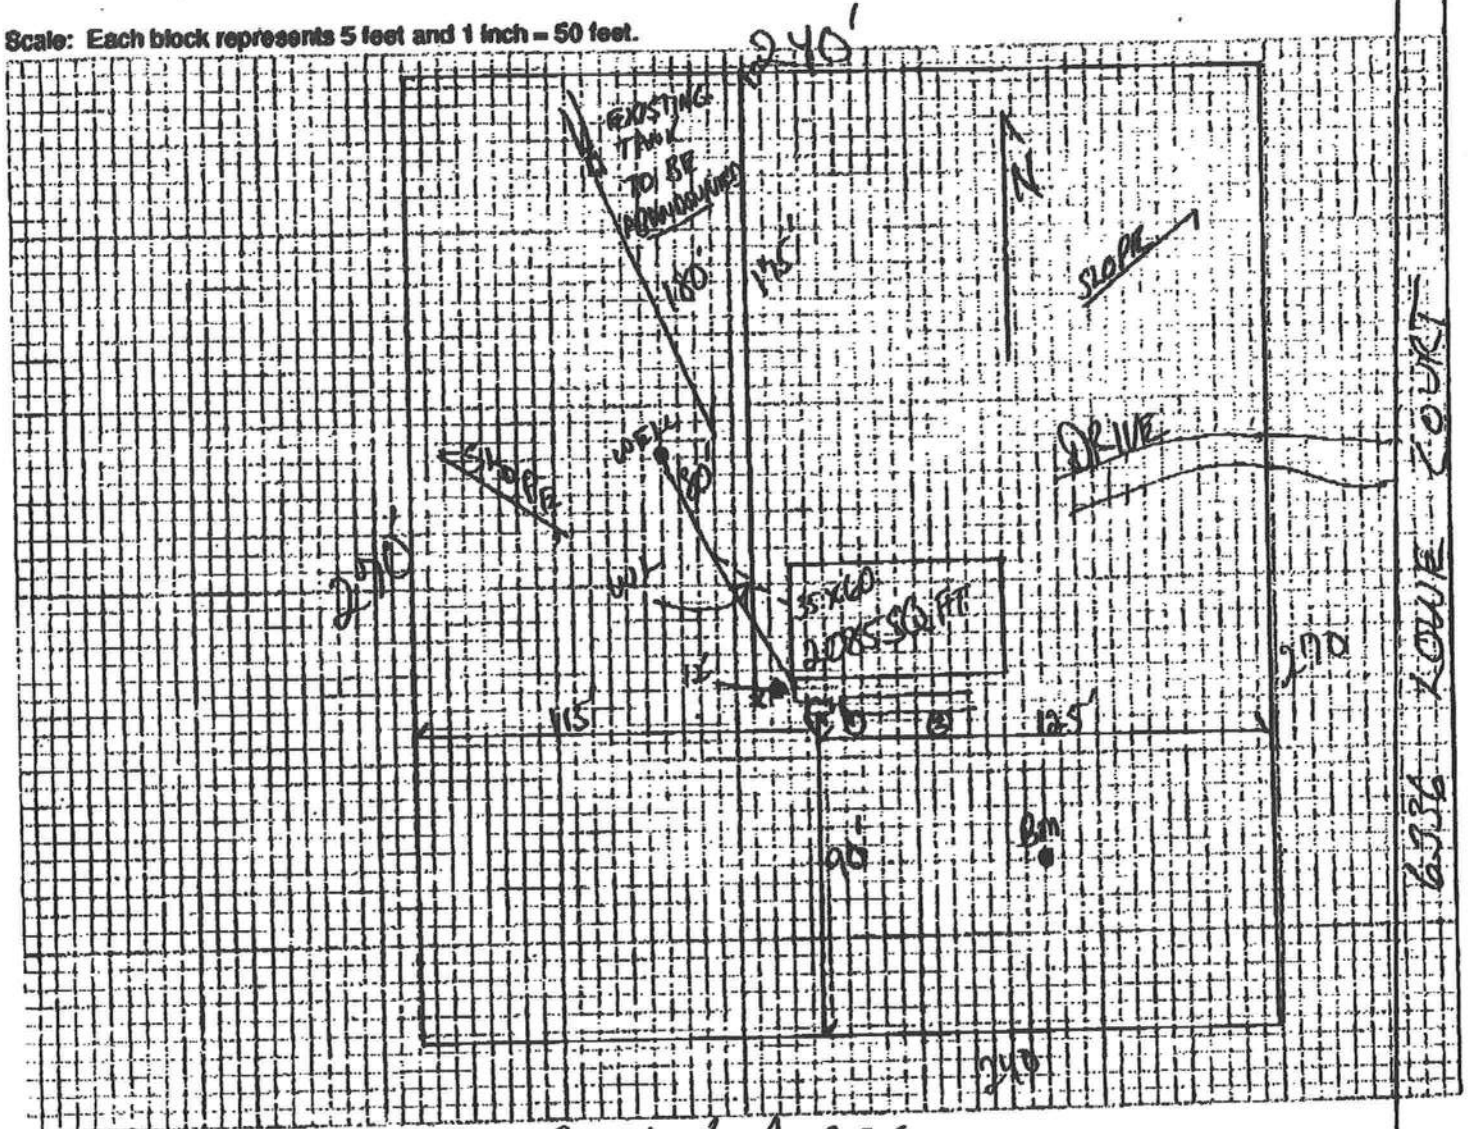 Scale: Each block represents 5 feet and 1 inch = 50 feet.
240'
EXISTING
TANK
TO BE
ABANDONED
N
180'
175'
SLOPE
DRIVE
WELL
SLOPE
180'
270'
WL
35 X 60
2085 SQ FT
270
115'
125'
Bm
90'
240
6336 LOWE COURT